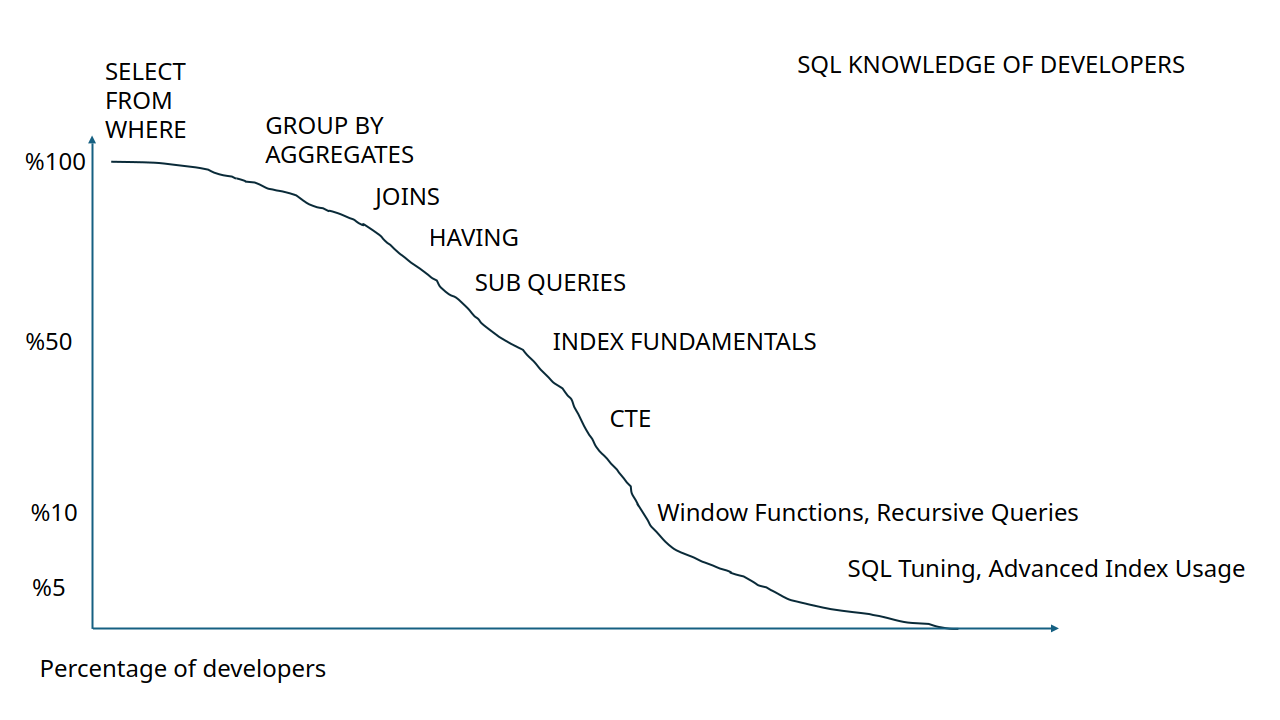 SQL KNOWLEDGE OF DEVELOPERS
SELECT
FROM
WHERE
GROUP BY
AGGREGATES
%100
JOINS
HAVING
SUB QUERIES
%50
INDEX FUNDAMENTALS
CTE
%10
Window Functions, Recursive Queries
SQL Tuning, Advanced Index Usage
%5
Percentage of developers